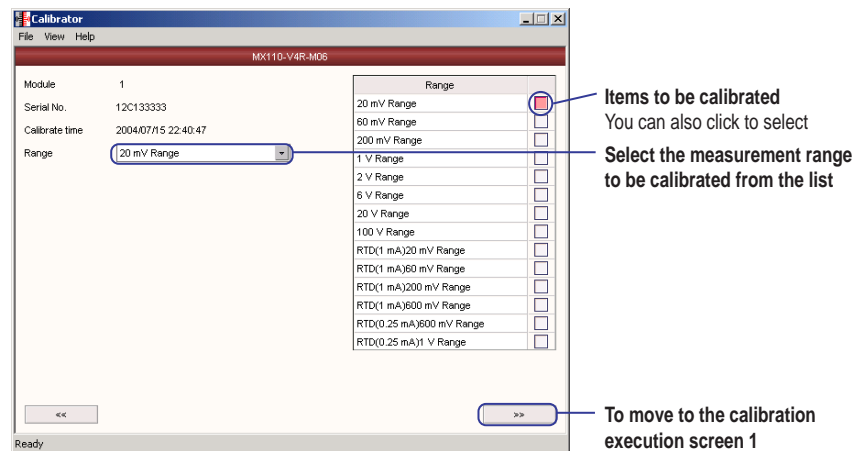 Calibrator
File View Help
MX110-V4R-M06
Module 1
Serial No. 12C133333
Calibrate time 2004/07/15 22:40:47
Range 20 mV Range
Range
20 mV Range
60 mV Range
200 mV Range
1 V Range
2 V Range
6 V Range
20 V Range
100 V Range
RTD(1 mA)20 mV Range
RTD(1 mA)60 mV Range
RTD(1 mA)200 mV Range
RTD(1 mA)600 mV Range
RTD(0.25 mA)600 mV Range
RTD(0.25 mA)1 V Range
<< >>
Ready
Items to be calibrated
You can also click to select
Select the measurement range
to be calibrated from the list
To move to the calibration
execution screen 1